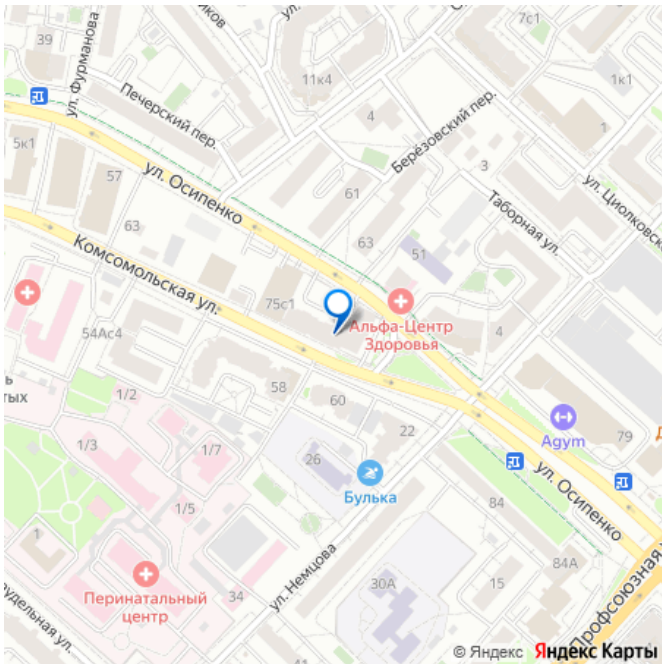 39
ул. Фурманова
Печерский пер.
5к1
57
ул. Осипенко
63
Комсомольская ул.
11к4
4
7с1
1к1
1
Берёзовский пер.
3
ул. Циолковск
Таборная ул.
61
63
51
75с1
Альфа-Центр
Здоровья
4
54Ас4
ь
тых
1/2
58
60
22
Agym
79
1/3
1/7
26
Булька
ул. Осипенко
1/5
84
1
84А
Перинатальный
центр
34
ул. Немцова
30А
15
Профсоюзная
рудельная ул.
© Яндекс Яндекс Карты